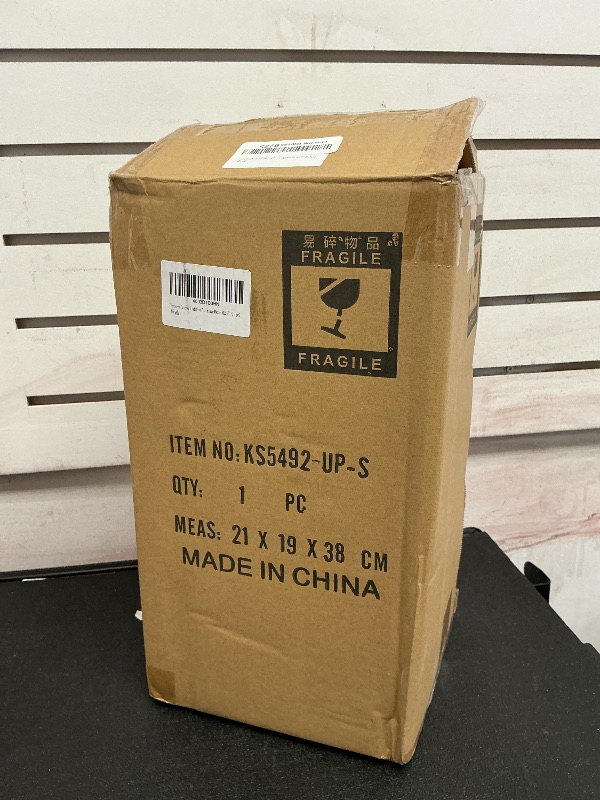 易碎物品
FRAGILE
FRAGILE
ITEM NO: KS5492-UP-S
QTY: 1 PC
MEAS: 21 X 19 X 38 CM
MADE IN CHINA